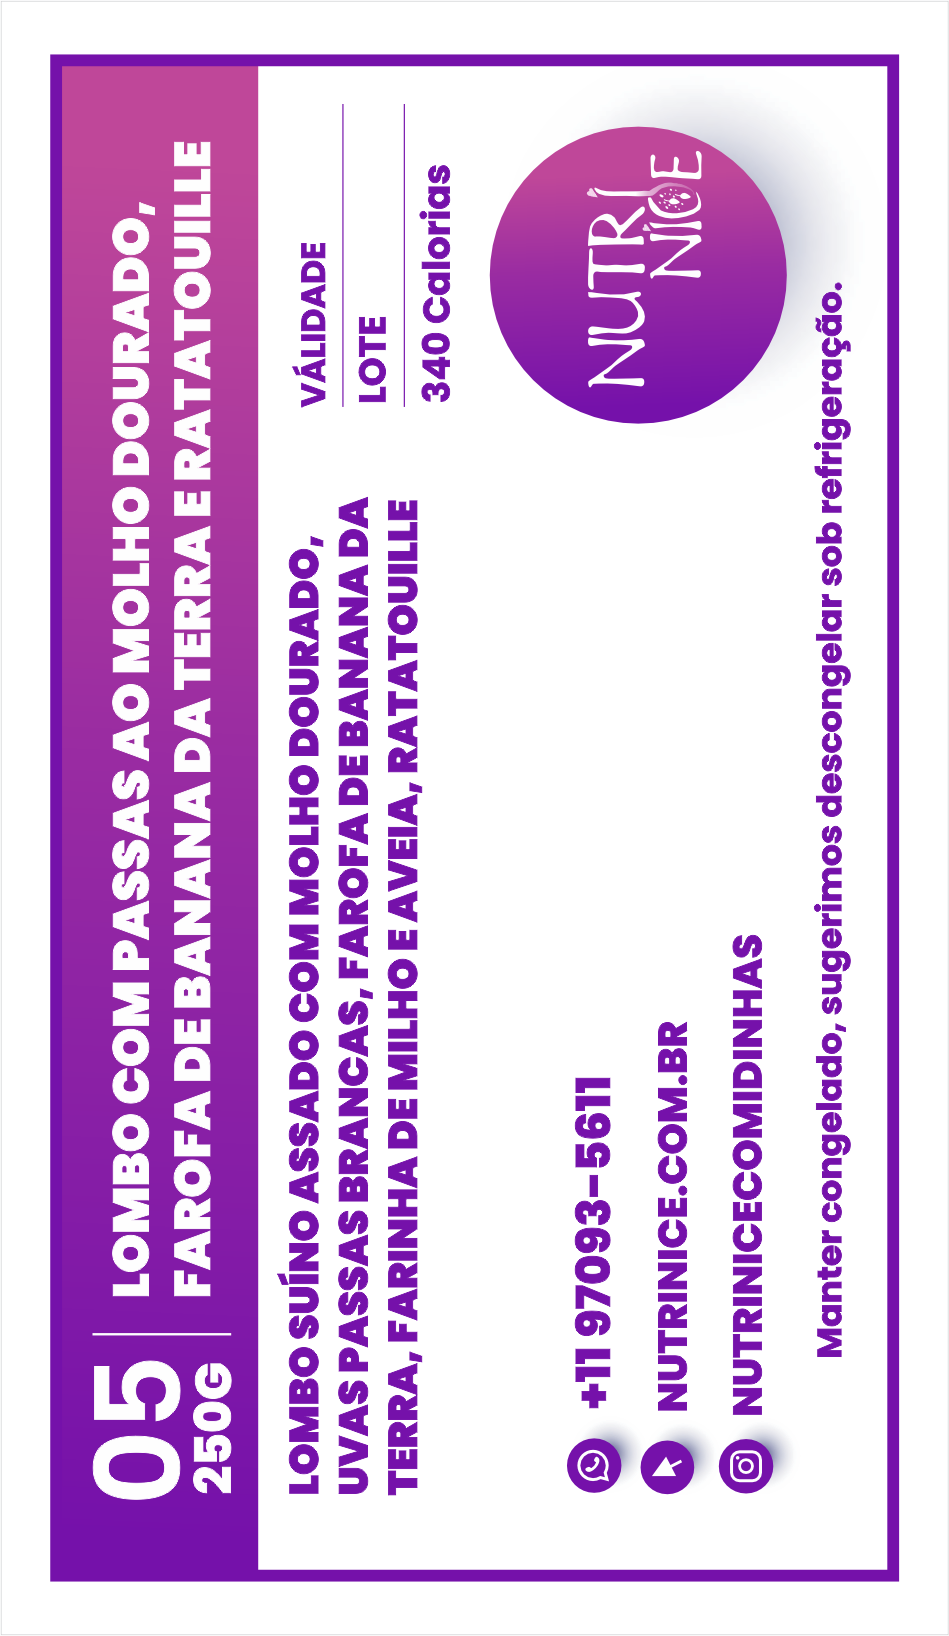 05
250G
LOMBO COM PASSAS AO MOLHO DOURADO,
FAROFA DE BANANA DA TERRA E RATATOUILLE
LOMBO SUÍNO ASSADO COM MOLHO DOURADO,
UVAS PASSAS BRANCAS, FAROFA DE BANANA DA
TERRA, FARINHA DE MILHO E AVEIA, RATATOUILLE
VÁLIDADE
LOTE
340 Calorias
+11 97093-5611
NUTRINICE.COM.BR
NUTRINICECOMIDINHAS
NUTRÍ
NICE
Manter congelado, sugerimos descongelar sob refrigeração.